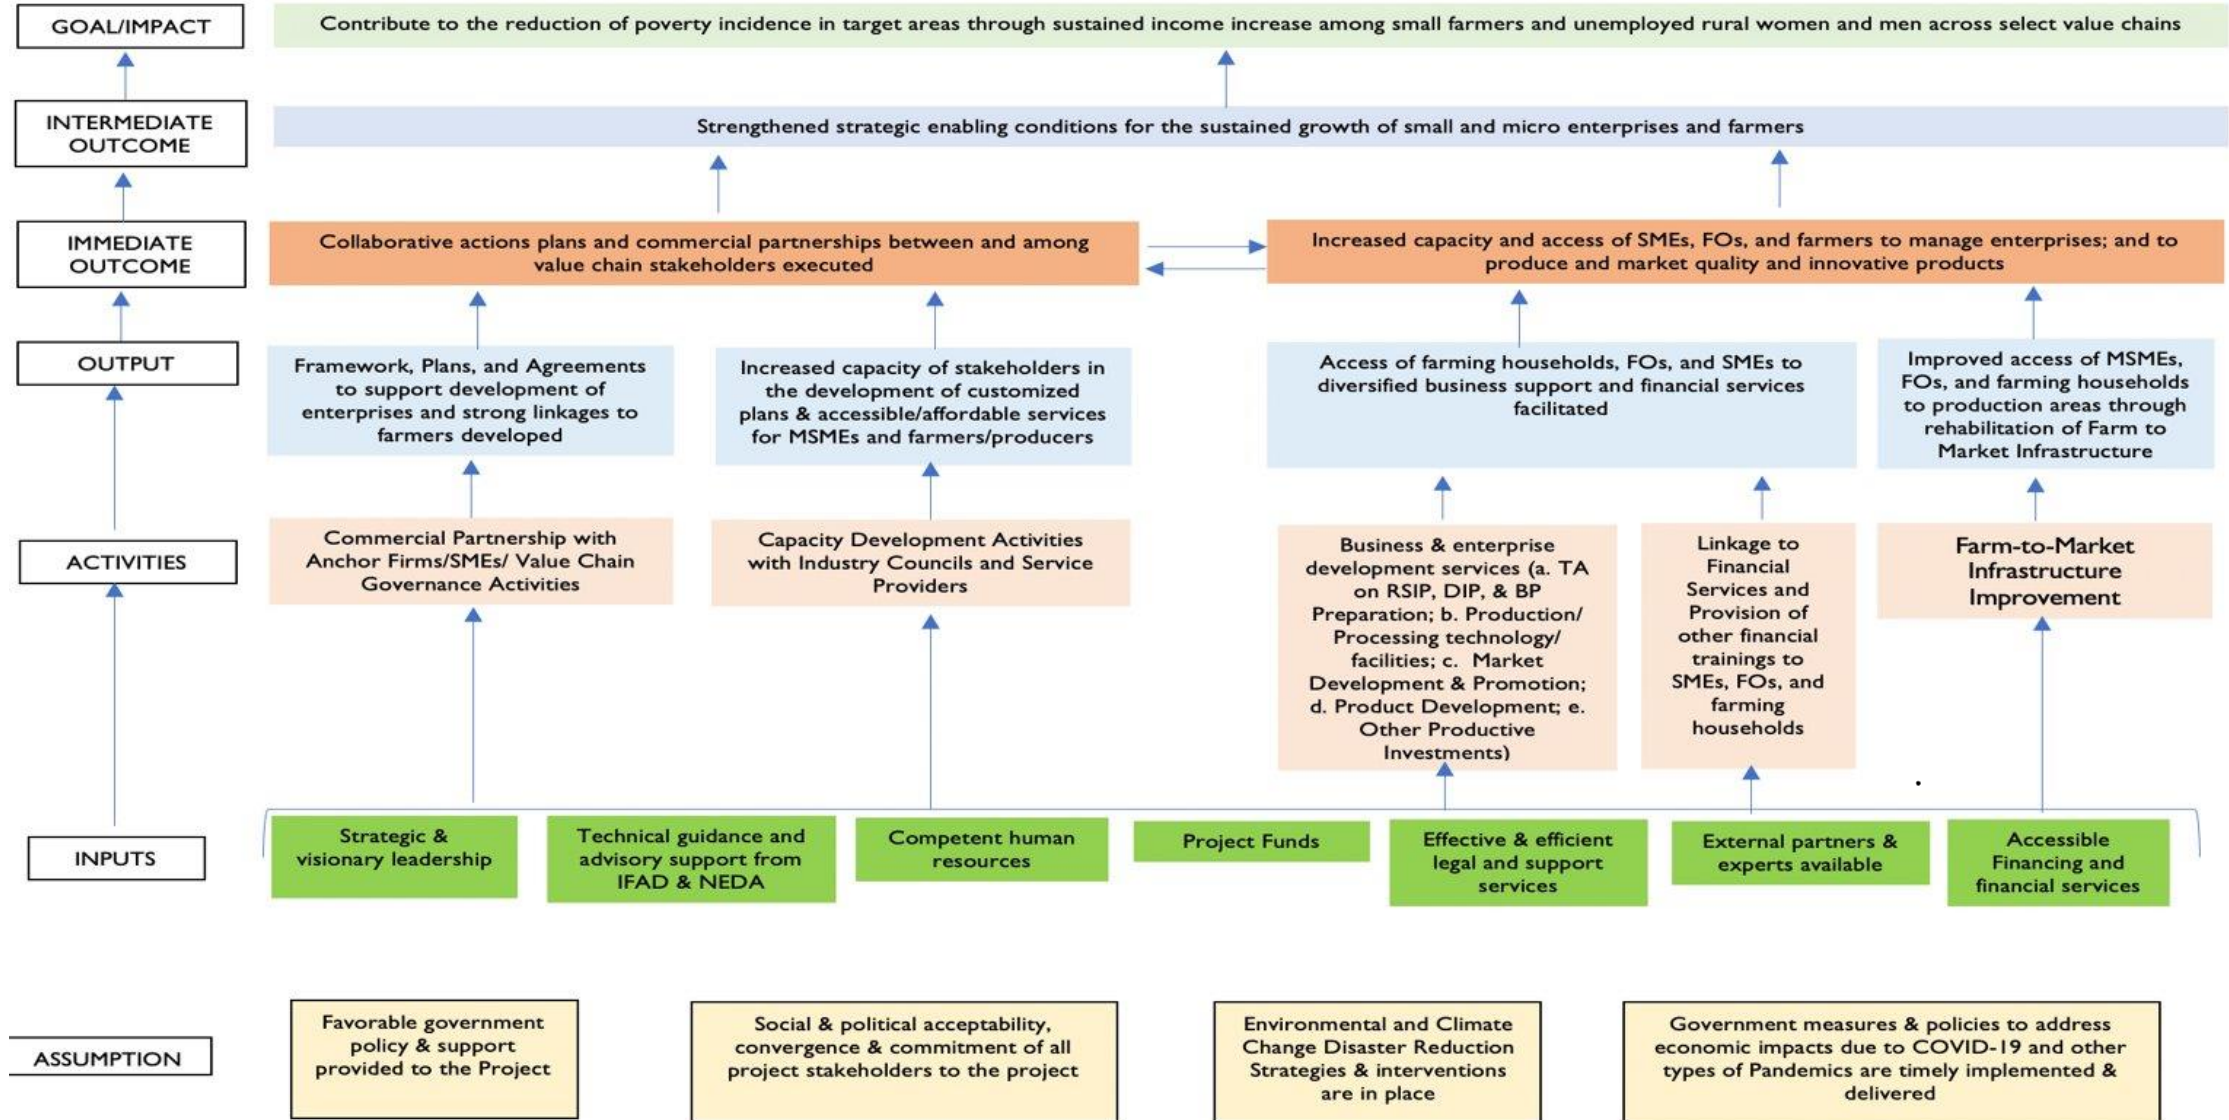 GOAL/IMPACT
Contribute to the reduction of poverty incidence in target areas through sustained income increase among small farmers and unemployed rural women and men across select value chains
INTERMEDIATE
OUTCOME
Strengthened strategic enabling conditions for the sustained growth of small and micro enterprises and farmers
IMMEDIATE
OUTCOME
Collaborative actions plans and commercial partnerships between and among
value chain stakeholders executed
Increased capacity and access of SMEs, FOs, and farmers to manage enterprises; and to
produce and market quality and innovative products
OUTPUT
Framework, Plans, and Agreements
to support development of
enterprises and strong linkages to
farmers developed
Increased capacity of stakeholders in
the development of customized
plans & accessible/affordable services
for MSMEs and farmers/producers
Access of farming households, FOs, and SMEs to
diversified business support and financial services
facilitated
Improved access of MSMEs,
FOs, and farming households
to production areas through
rehabilitation of Farm to
Market Infrastructure
ACTIVITIES
Commercial Partnership with
Anchor Firms/SMEs/ Value Chain
Governance Activities
Capacity Development Activities
with Industry Councils and Service
Providers
Business & enterprise
development services (a. TA
on RSIP, DIP, & BP
Preparation; b. Production/
Processing technology/
facilities; c. Market
Development & Promotion;
d. Product Development; e.
Other Productive
Investments)
Linkage to
Financial
Services and
Provision of
other financial
trainings to
SMEs, FOs, and
farming
households
Farm-to-Market
Infrastructure
Improvement
INPUTS
Strategic &
visionary leadership
Technical guidance and
advisory support from
IFAD & NEDA
Competent human
resources
Project Funds
Effective & efficient
legal and support
services
External partners &
experts available
Accessible
Financing and
financial services
ASSUMPTION
Favorable government
policy & support
provided to the Project
Social & political acceptability,
convergence & commitment of all
project stakeholders to the project
Environmental and Climate
Change Disaster Reduction
Strategies & interventions
are in place
Government measures & policies to address
economic impacts due to COVID-19 and other
types of Pandemics are timely implemented &
delivered